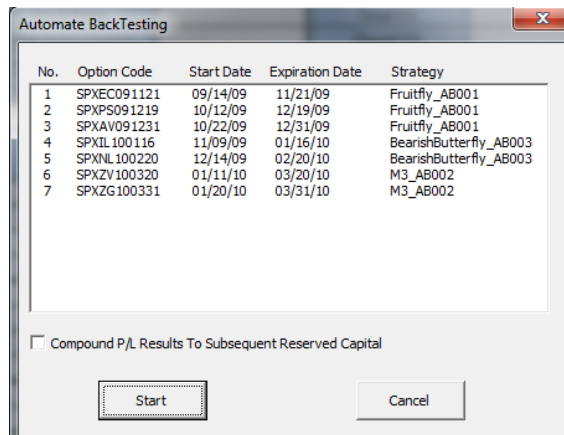 Automate BackTesting
No. Option Code Start Date Expiration Date Strategy
1 SPXEC091121 09/14/09 11/21/09 Fruitfly_AB001
2 SPXPS091219 10/12/09 12/19/09 Fruitfly_AB001
3 SPXAV091231 10/22/09 12/31/09 Fruitfly_AB001
4 SPXIL100116 11/09/09 01/16/10 BearishButterfly_AB003
5 SPXNL100220 12/14/09 02/20/10 BearishButterfly_AB003
6 SPXZV100320 01/11/10 03/20/10 M3_AB002
7 SPXZG100331 01/20/10 03/31/10 M3_AB002
Compound P/L Results To Subsequent Reserved Capital
Start Cancel